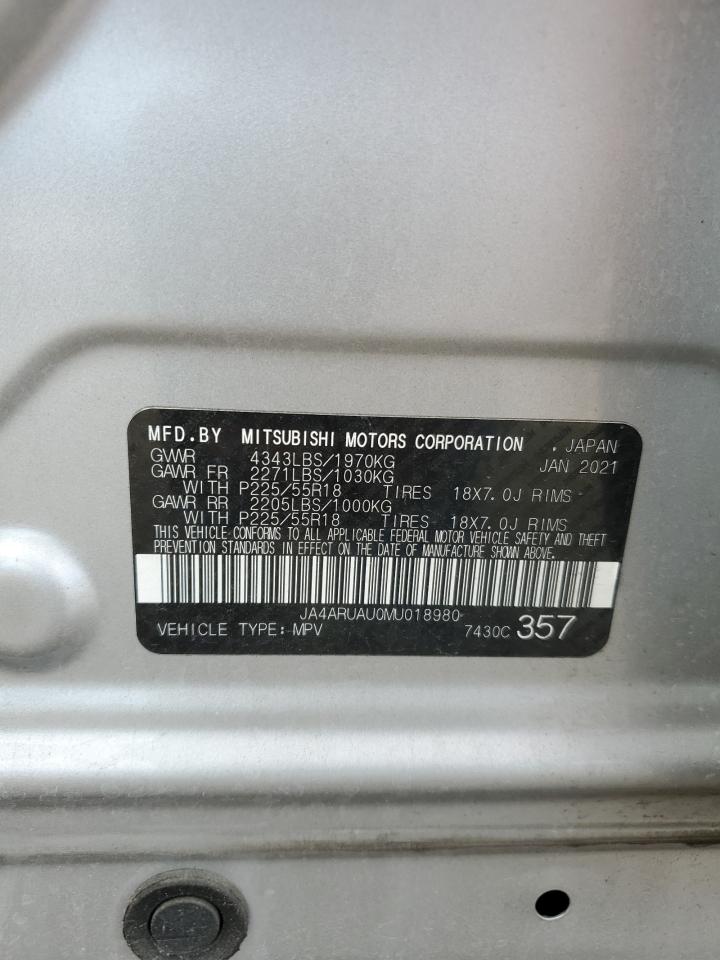 MFD.BY MITSUBISHI MOTORS CORPORATION , JAPAN
GVWR 4343LBS/1970KG JAN 2021
GAWR FR 2271LBS/1030KG
WITH P225/55R18 TIRES 18X7.0J RIMS
GAWR RR 2205LBS/1000KG
WITH P225/55R18 TIRES 18X7.0J RIMS
THIS VEHICLE CONFORMS TO ALL APPLICABLE FEDERAL MOTOR VEHICLE SAFETY AND THEFT
PREVENTION STANDARDS IN EFFECT ON THE DATE OF MANUFACTURE SHOWN ABOVE.
JA4ARUAU0MU018980
VEHICLE TYPE: MPV 7430C 357